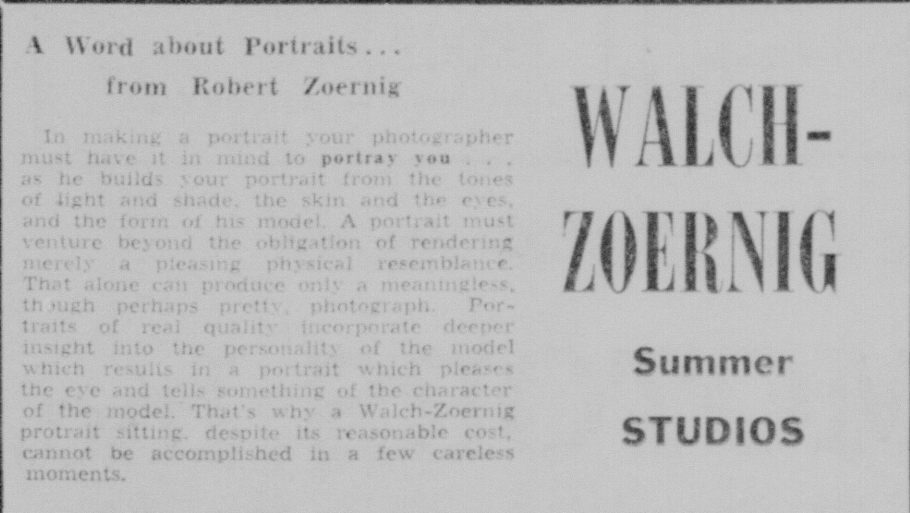 A Word about Portraits...
from Robert Zoernig
In making a portrait your photographer
must have it in mind to portray you . . .
as he builds your portrait from the tones
of light and shade, the skin and the eyes,
and the form of his model. A portrait must
venture beyond the obligation of rendering
merely a pleasing physical resemblance.
That alone can produce only a meaningless,
though perhaps pretty, photograph. Por-
traits of real quality incorporate deeper
insight into the personality of the model
which results in a portrait which pleases
the eye and tells something of the character
of the model. That's why a Walch-Zoernig
protrait sitting, despite its reasonable cost,
cannot be accomplished in a few careless
moments.
WALCH-
ZOERNIG
Summer
STUDIOS